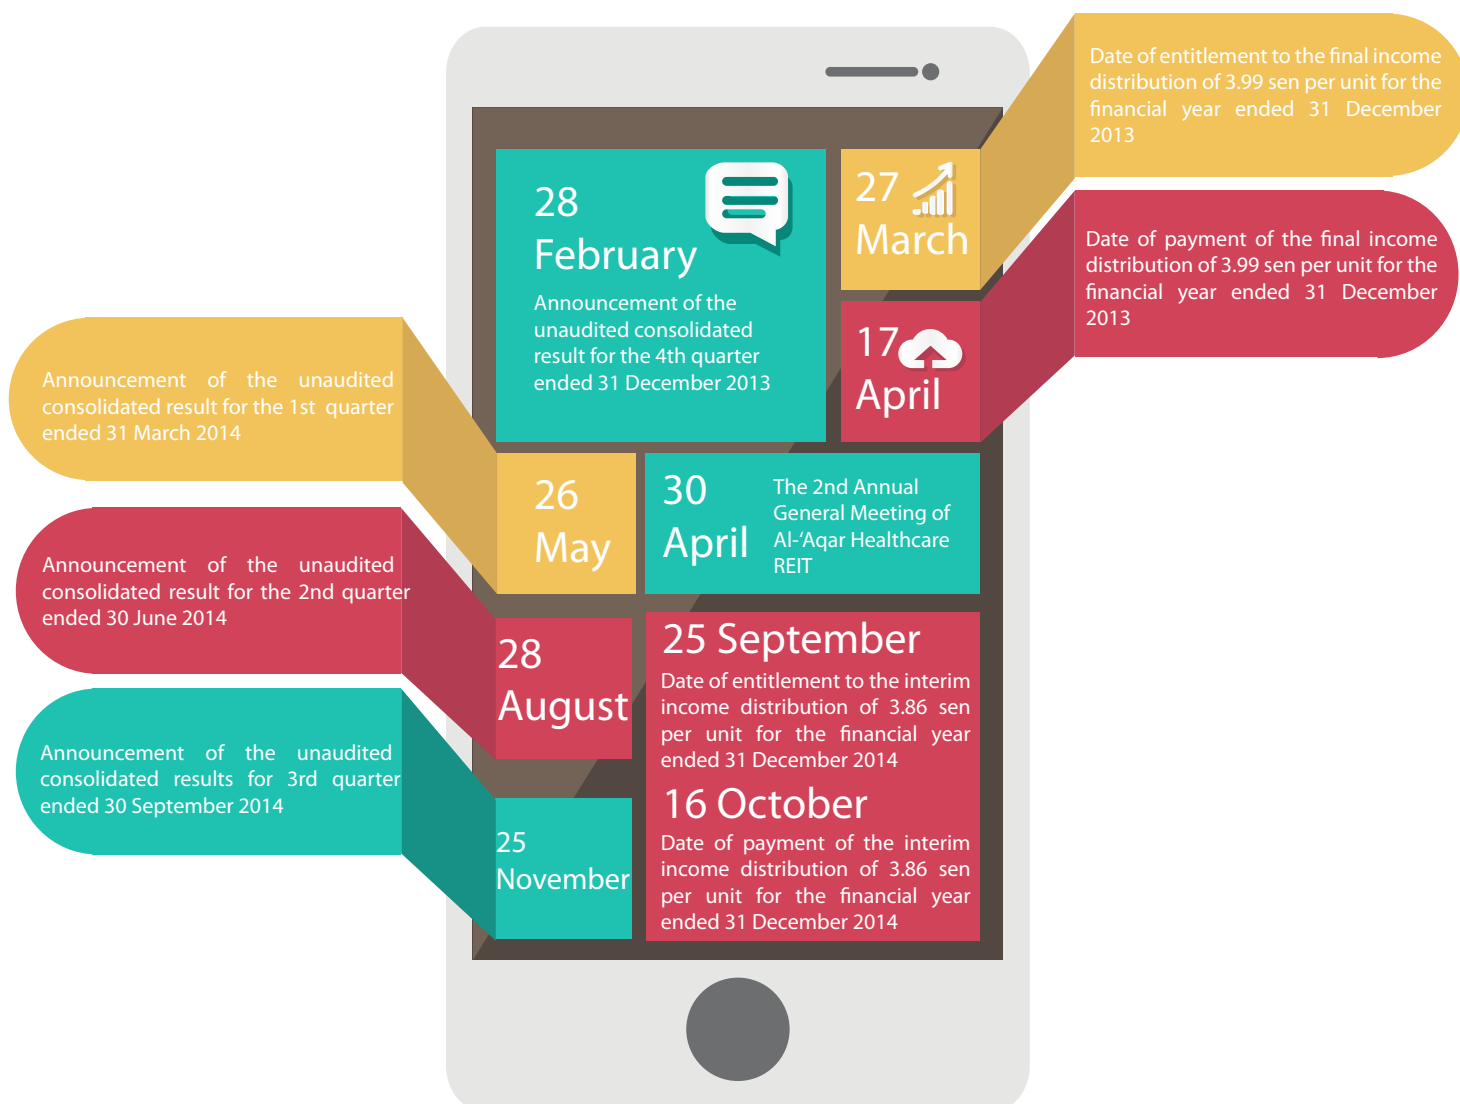 28
February
Announcement of the
unaudited consolidated
result for the 4th quarter
ended 31 December 2013
27
March
Date of entitlement to the final income
distribution of 3.99 sen per unit for the
financial year ended 31 December
2013
17
April
Date of payment of the final income
distribution of 3.99 sen per unit for the
financial year ended 31 December
2013
30
April
The 2nd Annual
General Meeting of
Al-‘Aqar Healthcare
REIT
26
May
Announcement of the unaudited
consolidated result for the 1st quarter
ended 31 March 2014
28
August
Announcement of the unaudited
consolidated result for the 2nd quarter
ended 30 June 2014
25 September
Date of entitlement to the interim
income distribution of 3.86 sen
per unit for the financial year
ended 31 December 2014
16 October
Date of payment of the interim
income distribution of 3.86 sen
per unit for the financial year
ended 31 December 2014
25
November
Announcement of the unaudited
consolidated results for 3rd quarter
ended 30 September 2014